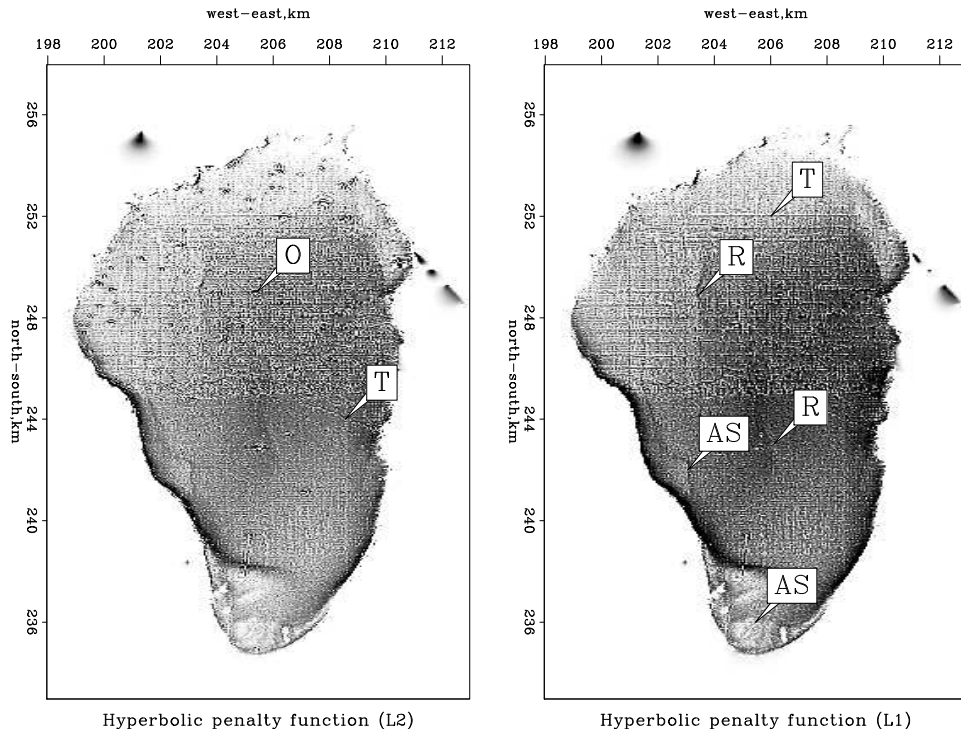 west-east,km
198 200 202 204 206 208 210 212
256
252
248
244
240
236
north-south,km
O
T
Hyperbolic penalty function (L2)
west-east,km
198 200 202 204 206 208 210 212
256
252
248
244
240
236
north-south,km
T
R
R
AS
AS
Hyperbolic penalty function (L1)